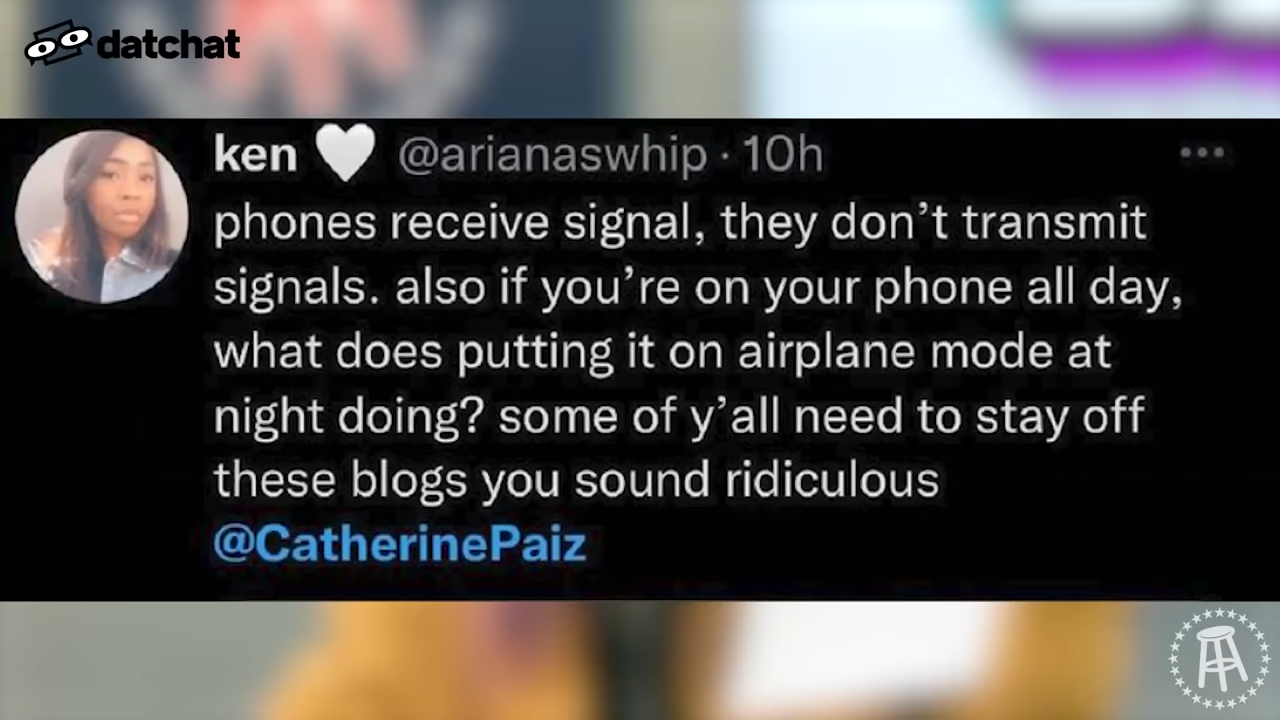 datchat
ken 🤍 @arianaswhip · 10h
phones receive signal, they don’t transmit
signals. also if you’re on your phone all day,
what does putting it on airplane mode at
night doing? some of y’all need to stay off
these blogs you sound ridiculous
@CatherinePaiz